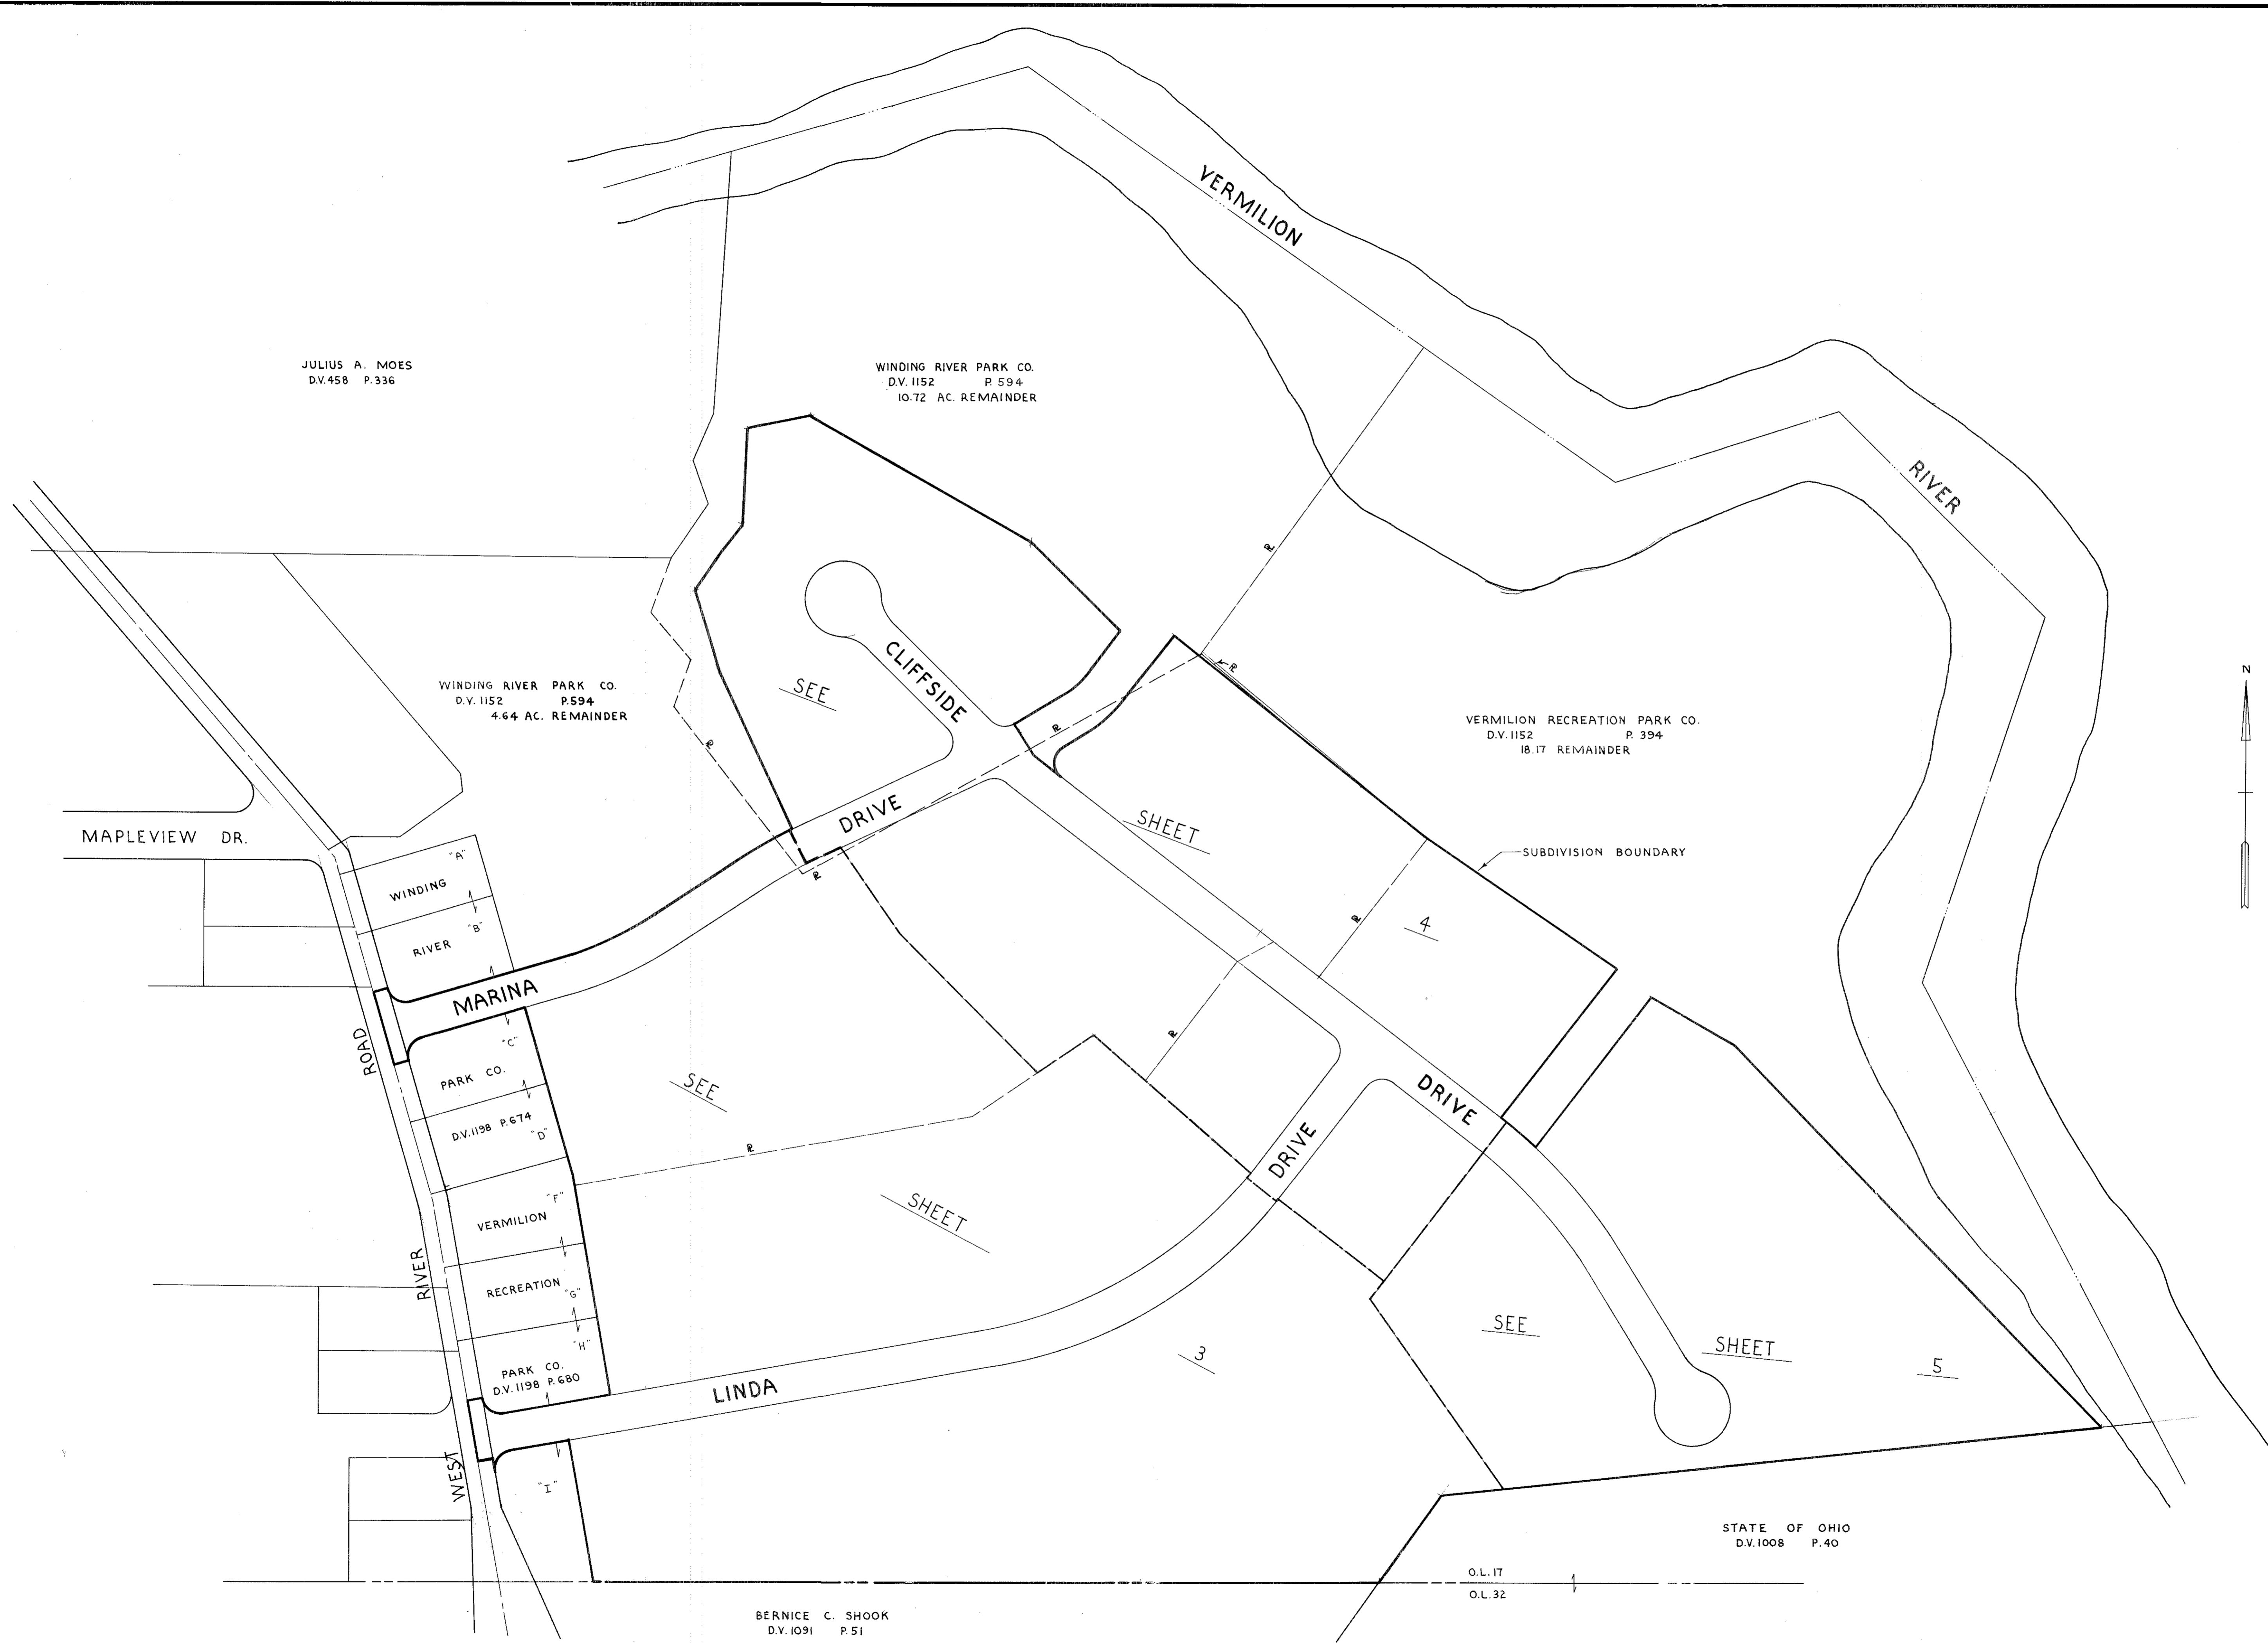 VERMILION
RIVER
JULIUS A. MOES
D.V. 458 P. 336
WINDING RIVER PARK CO.
D.V. 1152 P. 594
10.72 AC. REMAINDER
N
WINDING RIVER PARK CO.
D.V. 1152 P. 594
4.64 AC. REMAINDER
SEE
CLIFFSIDE
VERMILION RECREATION PARK CO.
D.V. 1152 P. 394
18.17 REMAINDER
MAPLEVIEW DR.
DRIVE
SHEET
SUBDIVISION BOUNDARY
"A"
WINDING
"B"
RIVER
4
MARINA
"C"
PARK CO.
D.V. 1198 P. 674
"D"
SEE
DRIVE
DRIVE
"F"
VERMILION
SHEET
RECREATION
"G"
"H"
PARK CO.
D.V. 1198 P. 680
LINDA
3
SEE
SHEET
5
"I"
WEST
RIVER
ROAD
STATE OF OHIO
D.V. 1008 P. 40
O.L. 17
O.L. 32
BERNICE C. SHOOK
D.V. 1091 P. 51